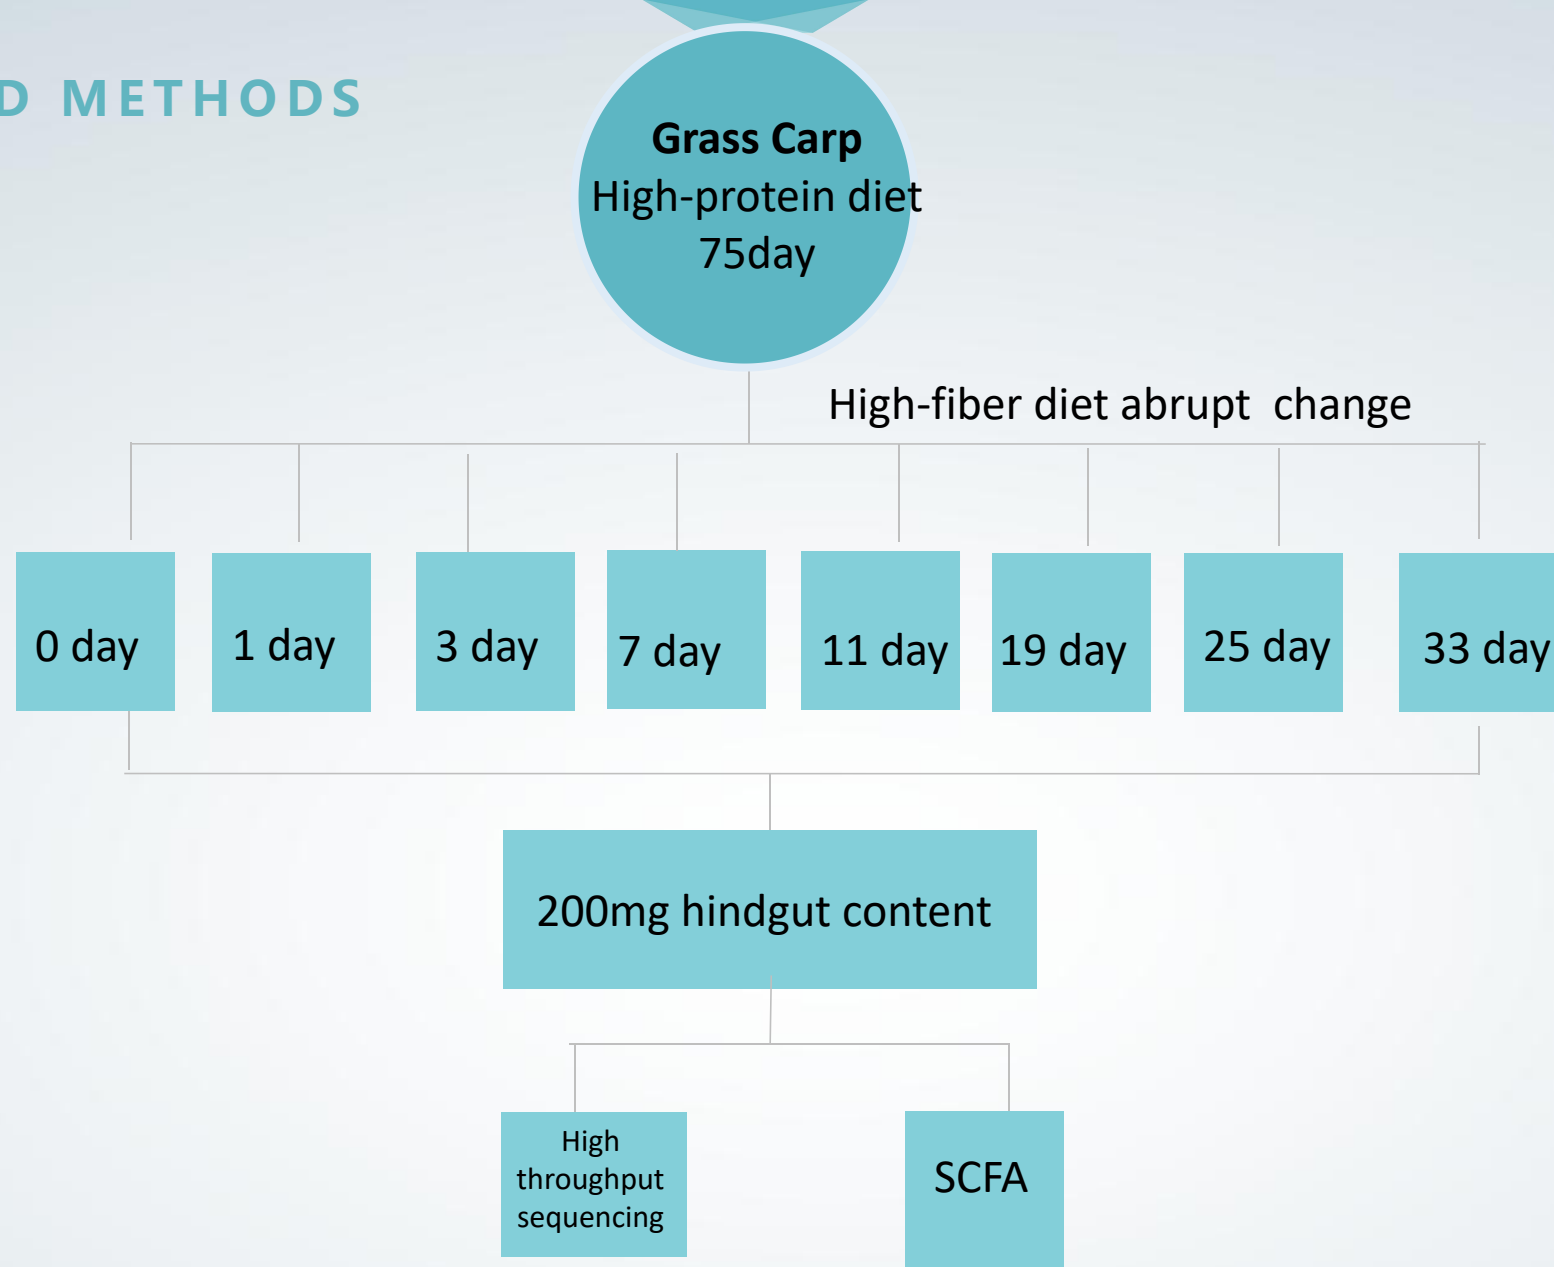 D METHODS
Grass Carp
High-protein diet
75day
High-fiber diet abrupt  change
0 day
1 day
3 day
7 day
11 day
19 day
25 day
33 day
200mg hindgut content
High
throughput
sequencing
SCFA